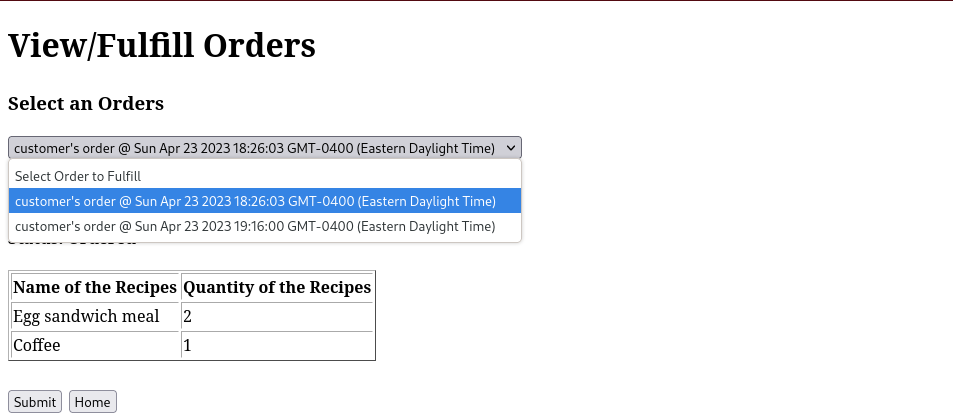 View/Fulfill Orders
Select an Orders
customer's order @ Sun Apr 23 2023 18:26:03 GMT-0400 (Eastern Daylight Time)
Select Order to Fulfill
customer's order @ Sun Apr 23 2023 18:26:03 GMT-0400 (Eastern Daylight Time)
customer's order @ Sun Apr 23 2023 19:16:00 GMT-0400 (Eastern Daylight Time)
Name of the Recipes Quantity of the Recipes
Egg sandwich meal 2
Coffee 1
Submit Home